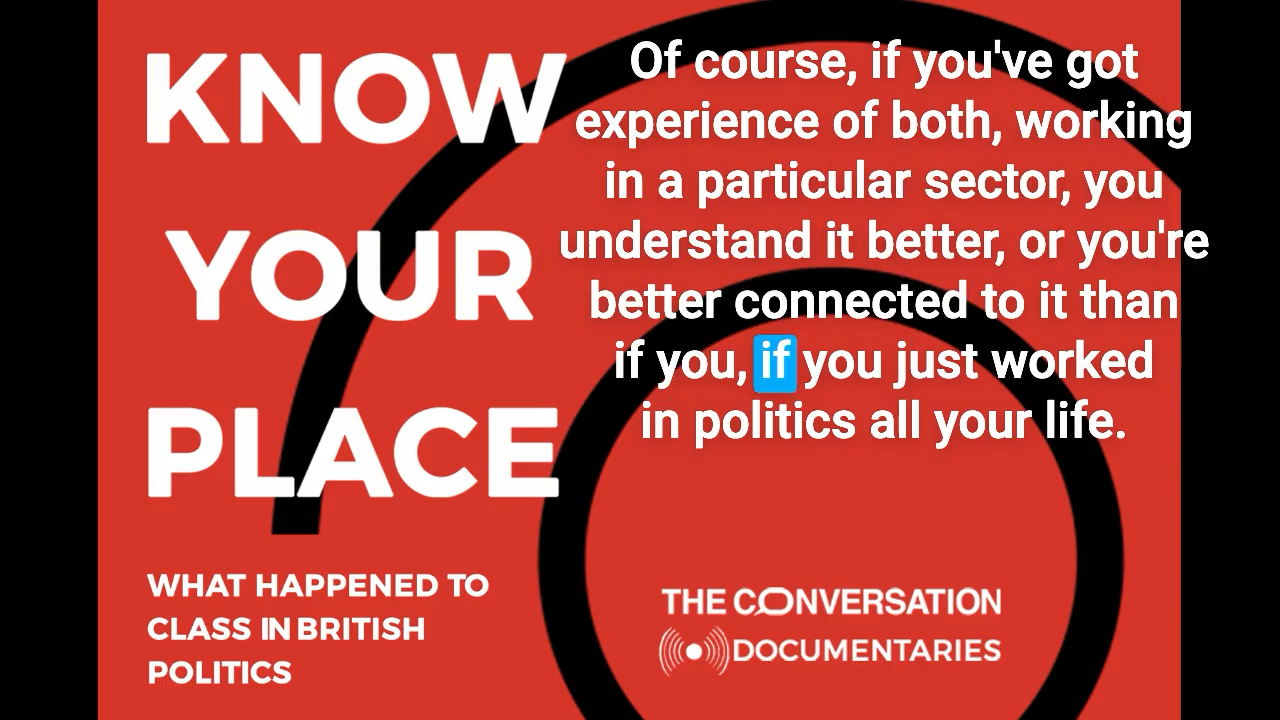 KNOW
YOUR
PLACE
WHAT HAPPENED TO
CLASS IN BRITISH
POLITICS
Of course, if you've got
experience of both, working
in a particular sector, you
understand it better, or you're
better connected to it than
if you, if you just worked
in politics all your life.
THE CONVERSATION
DOCUMENTARIES